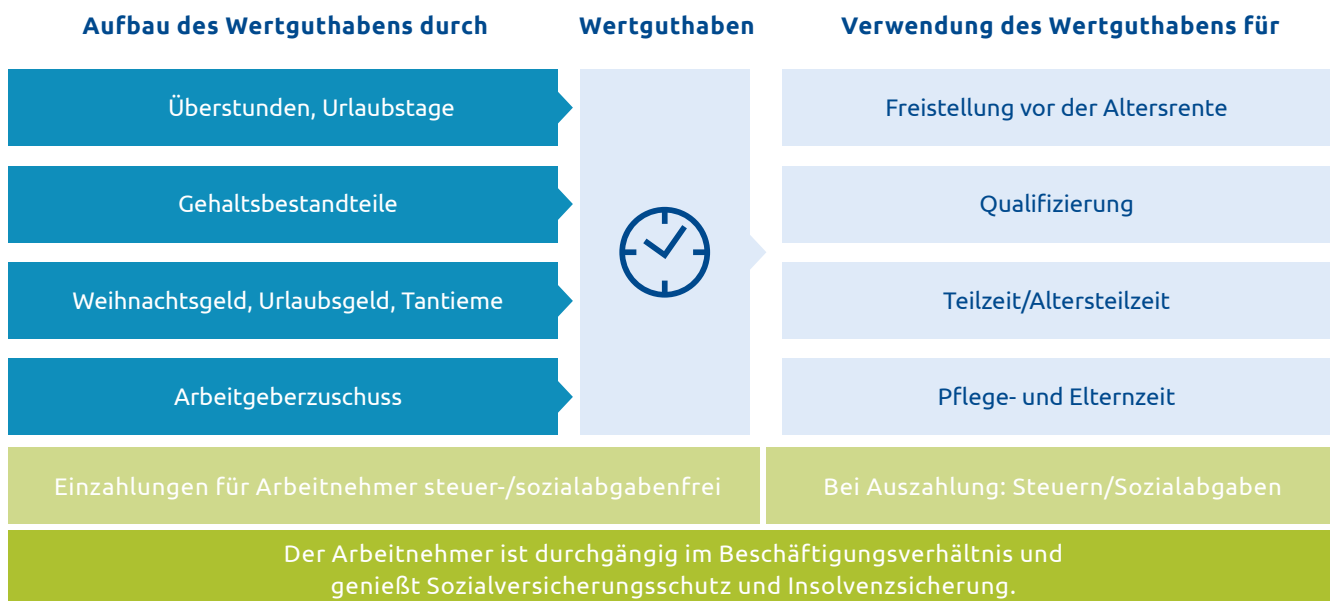 Aufbau des Wertguthabens durch
Wertguthaben
Verwendung des Wertguthabens für
Überstunden, Urlaubstage
Gehaltsbestandteile
Weihnachtsgeld, Urlaubsgeld, Tantieme
Arbeitgeberzuschuss
Freistellung vor der Altersrente
Qualifizierung
Teilzeit/Altersteilzeit
Pflege- und Elternzeit
Einzahlungen für Arbeitnehmer steuer-/sozialabgabenfrei
Bei Auszahlung: Steuern/Sozialabgaben
Der Arbeitnehmer ist durchgängig im Beschäftigungsverhältnis und
genießt Sozialversicherungsschutz und Insolvenzsicherung.